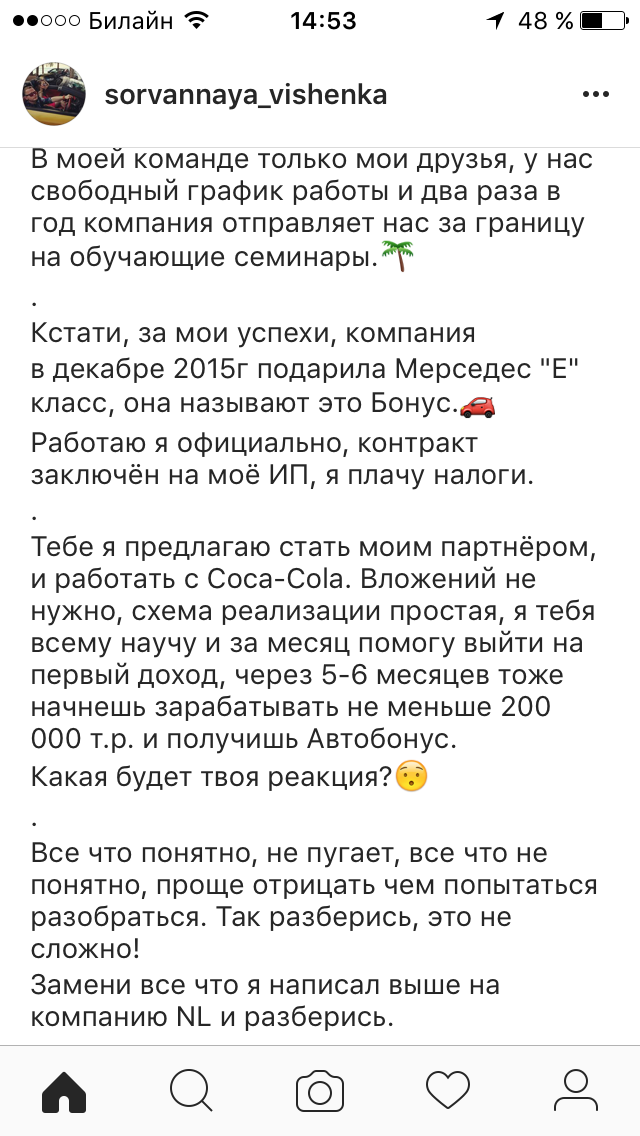 Билайн 14:53 48 %
sorvannaya_vishenka
В моей команде только мои друзья, у нас
свободный график работы и два раза в
год компания отправляет нас за границу
на обучающие семинары.🌴
.
Кстати, за мои успехи, компания
в декабре 2015г подарила Мерседес "Е"
класс, она называют это Бонус.🚗
Работаю я официально, контракт
заключён на моё ИП, я плачу налоги.
.
Тебе я предлагаю стать моим партнёром,
и работать с Coca-Cola. Вложений не
нужно, схема реализации простая, я тебя
всему научу и за месяц помогу выйти на
первый доход, через 5-6 месяцев тоже
начнешь зарабатывать не меньше 200
000 т.р. и получишь Автобонус.
Какая будет твоя реакция?😯
.
Все что понятно, не пугает, все что не
понятно, проще отрицать чем попытаться
разобраться. Так разберись, это не
сложно!
Замени все что я написал выше на
компанию NL и разберись.